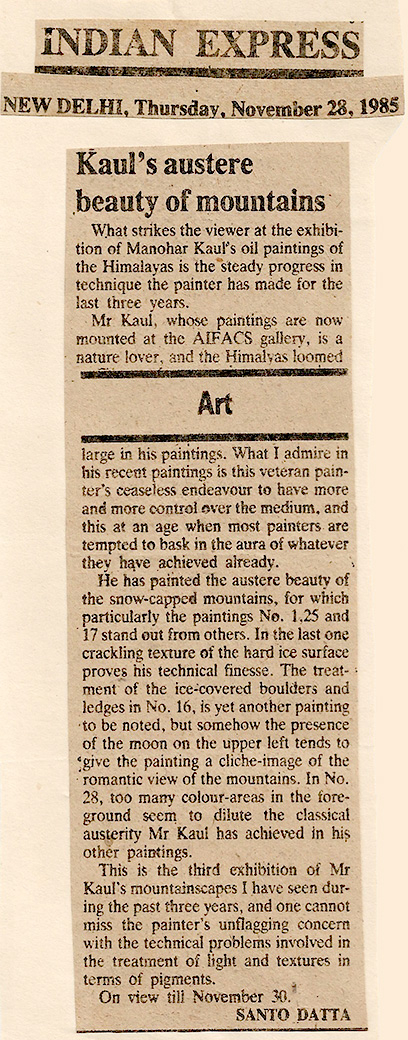 INDIAN EXPRESS
NEW DELHI, Thursday, November 28, 1985
Kaul's austere
beauty of mountains
What strikes the viewer at the exhibi-
tion of Manohar Kaul's oil paintings of
the Himalayas is the steady progress in
technique the painter has made for the
last three years.
Mr Kaul, whose paintings are now
mounted at the AIFACS gallery, is a
nature lover, and the Himalyas loomed
Art
large in his paintings. What I admire in
his recent paintings is this veteran pain-
ter's ceaseless endeavour to have more
and more control over the medium, and
this at an age when most painters are
tempted to bask in the aura of whatever
they have achieved already.
He has painted the austere beauty of
the snow-capped mountains, for which
particularly the paintings No. 1.25 and
17 stand out from others. In the last one
crackling texture of the hard ice surface
proves his technical finesse. The treat-
ment of the ice-covered boulders and
ledges in No. 16, is yet another painting
to be noted, but somehow the presence
of the moon on the upper left tends to
give the painting a cliche-image of the
romantic view of the mountains. In No.
28, too many colour-areas in the fore-
ground seem to dilute the classical
austerity Mr Kaul has achieved in his
other paintings.
This is the third exhibition of Mr
Kaul's mountainscapes I have seen dur-
ing the past three years, and one cannot
miss the painter's unflagging concern
with the technical problems involved in
the treatment of light and textures in
terms of pigments.
On view till November 30.
SANTO DATTA